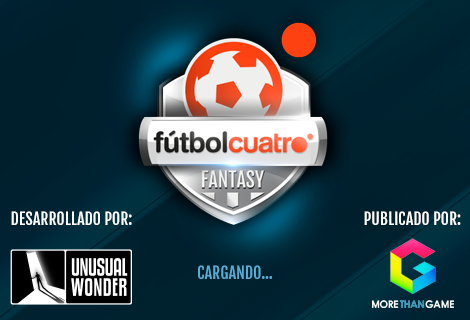 fútbolcuatro
FANTASY
DESARROLLADO POR:
PUBLICADO POR:
UNUSUAL
WONDER
CARGANDO...
MORETHANGAME